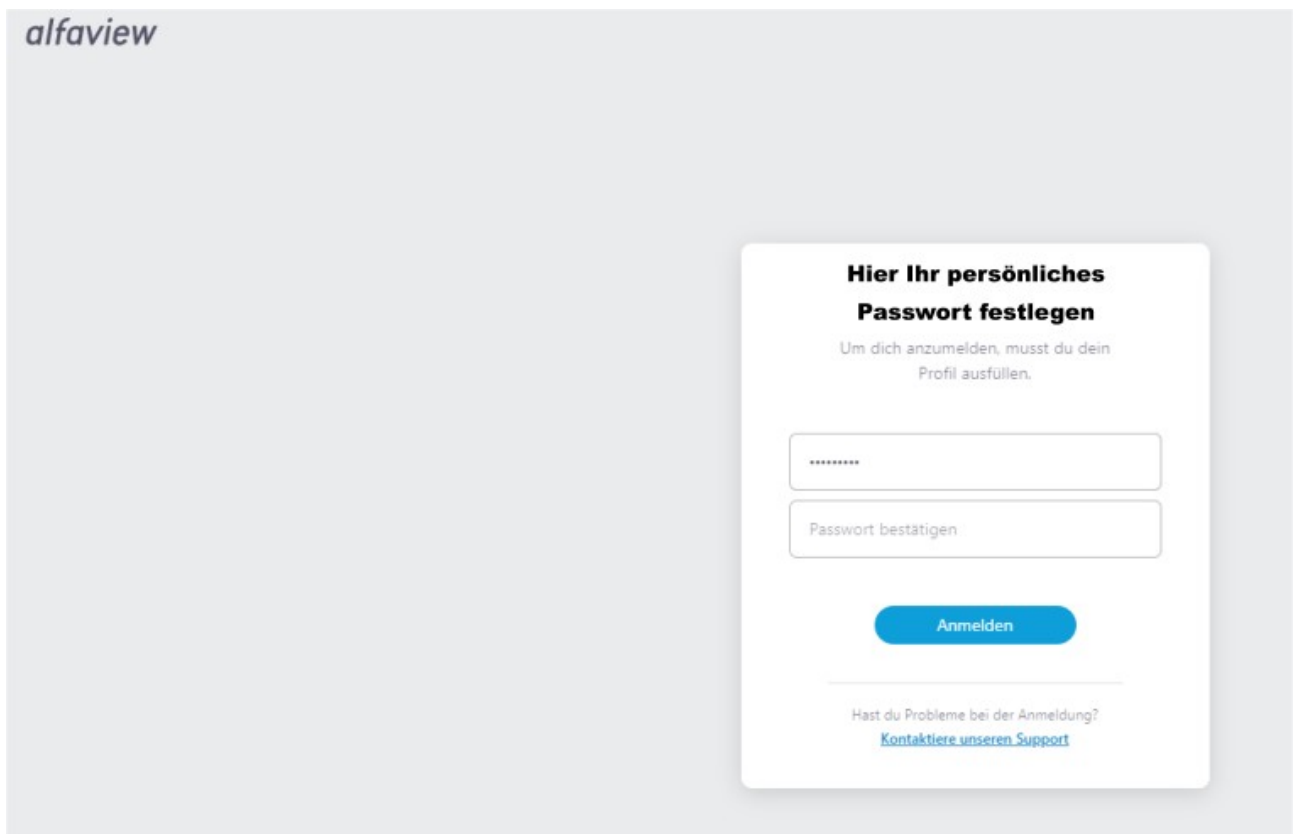 alfaview
Hier Ihr persönliches
Passwort festlegen
Um dich anzumelden, musst du dein
Profil ausfüllen.
•••••••••
Passwort bestätigen
Anmelden
Hast du Probleme bei der Anmeldung?
Kontaktiere unseren Support